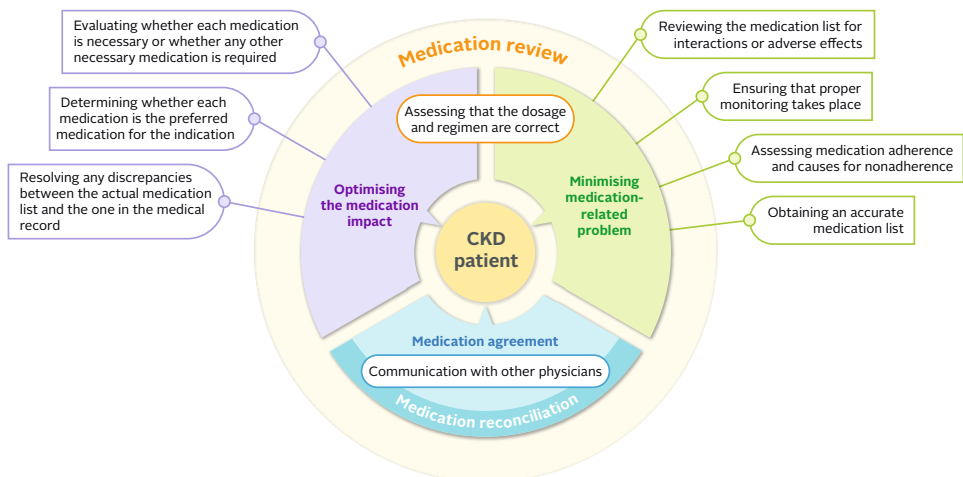 Evaluating whether each medication
is necessary or whether any other
necessary medication is required
Determining whether each
medication is the preferred
medication for the indication
Resolving any discrepancies
between the actual medication
list and the one in the medical
record
Medication review
Assessing that the dosage
and regimen are correct
Optimising
the medication
impact
CKD
patient
Minimising
medication-
related
problem
Medication agreement
Communication with other physicians
Medication reconciliation
Reviewing the medication list for
interactions or adverse effects
Ensuring that proper
monitoring takes place
Assessing medication adherence
and causes for nonadherence
Obtaining an accurate
medication list